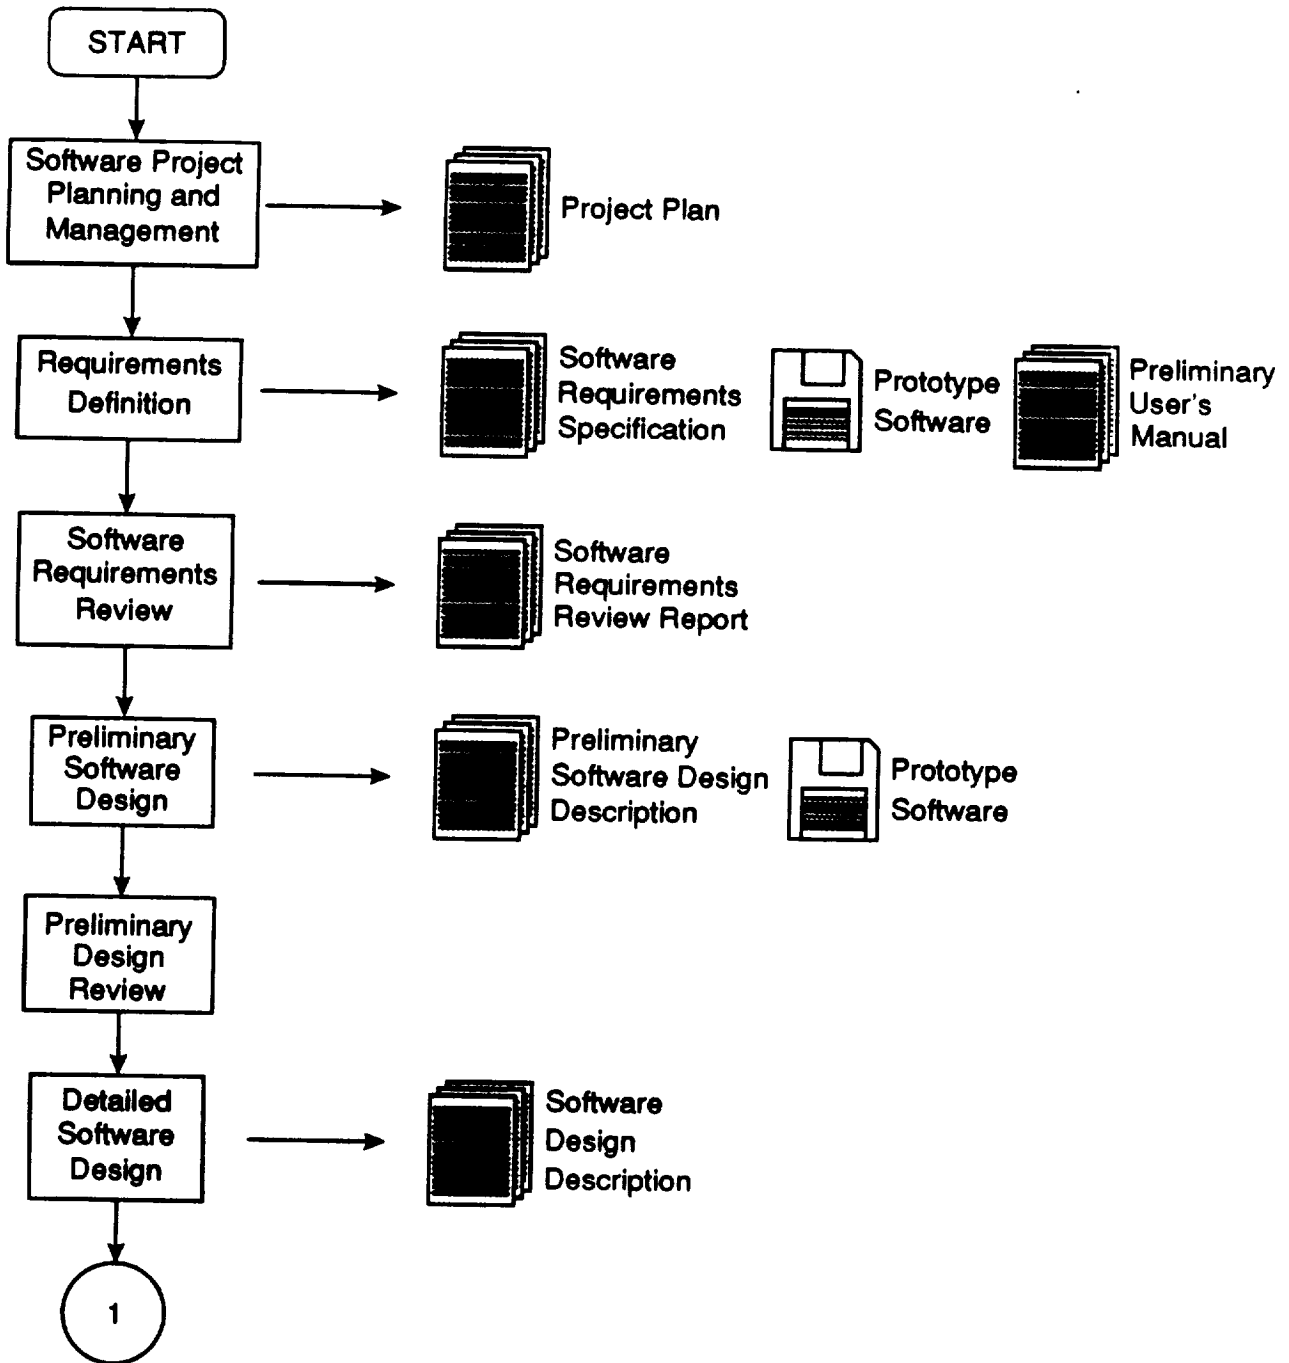 START
Software Project
Planning and
Management
Project Plan
Requirements
Definition
Software
Requirements
Specification
Prototype
Software
Preliminary
User's
Manual
Software
Requirements
Review
Software
Requirements
Review Report
Preliminary
Software
Design
Preliminary
Software Design
Description
Prototype
Software
Preliminary
Design
Review
Detailed
Software
Design
Software
Design
Description
1